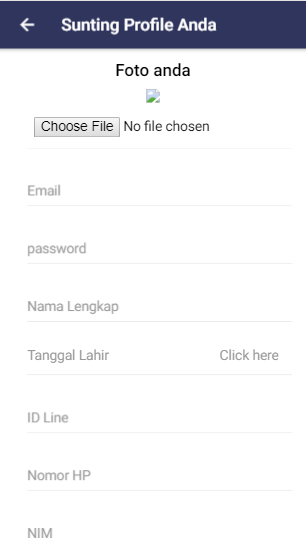 Sunting Profile Anda
Foto anda
Choose File No file chosen
Email
password
Nama Lengkap
Tanggal Lahir Click here
ID Line
Nomor HP
NIM